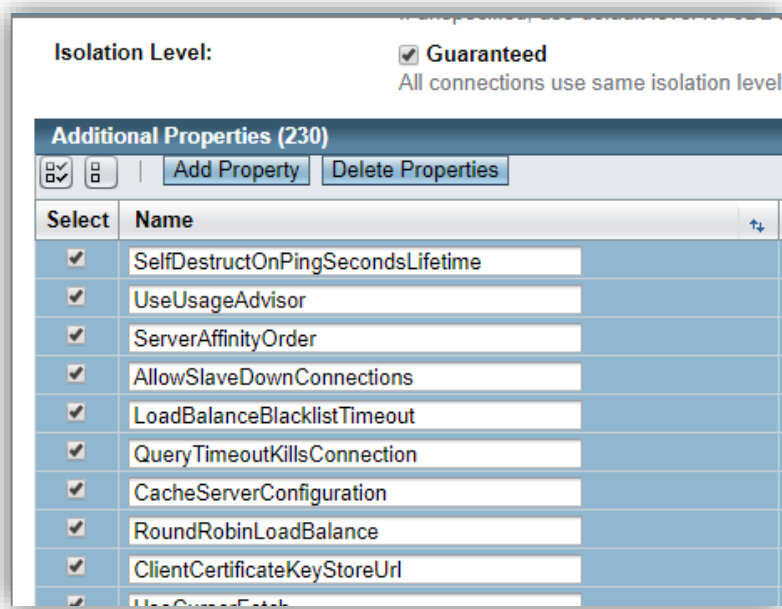 Isolation Level:
Guaranteed
All connections use same isolation level
Additional Properties (230)
Add Property Delete Properties
Select Name
SelfDestructOnPingSecondsLifetime
UseUsageAdvisor
ServerAffinityOrder
AllowSlaveDownConnections
LoadBalanceBlacklistTimeout
QueryTimeoutKillsConnection
CacheServerConfiguration
RoundRobinLoadBalance
ClientCertificateKeyStoreUrl
UseCursorFetch